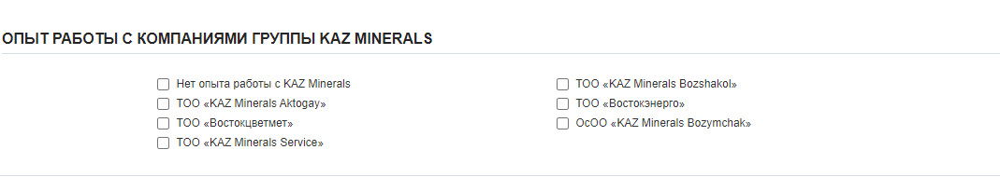 ОПЫТ РАБОТЫ С КОМПАНИЯМИ ГРУППЫ KAZ MINERALS
Нет опыта работы с KAZ Minerals
ТОО «KAZ Minerals Bozshakol»
ТОО «KAZ Minerals Aktogay»
ТОО «Востокэнерго»
ТОО «Востокцветмет»
ОсОО «KAZ Minerals Bozymchak»
ТОО «KAZ Minerals Service»